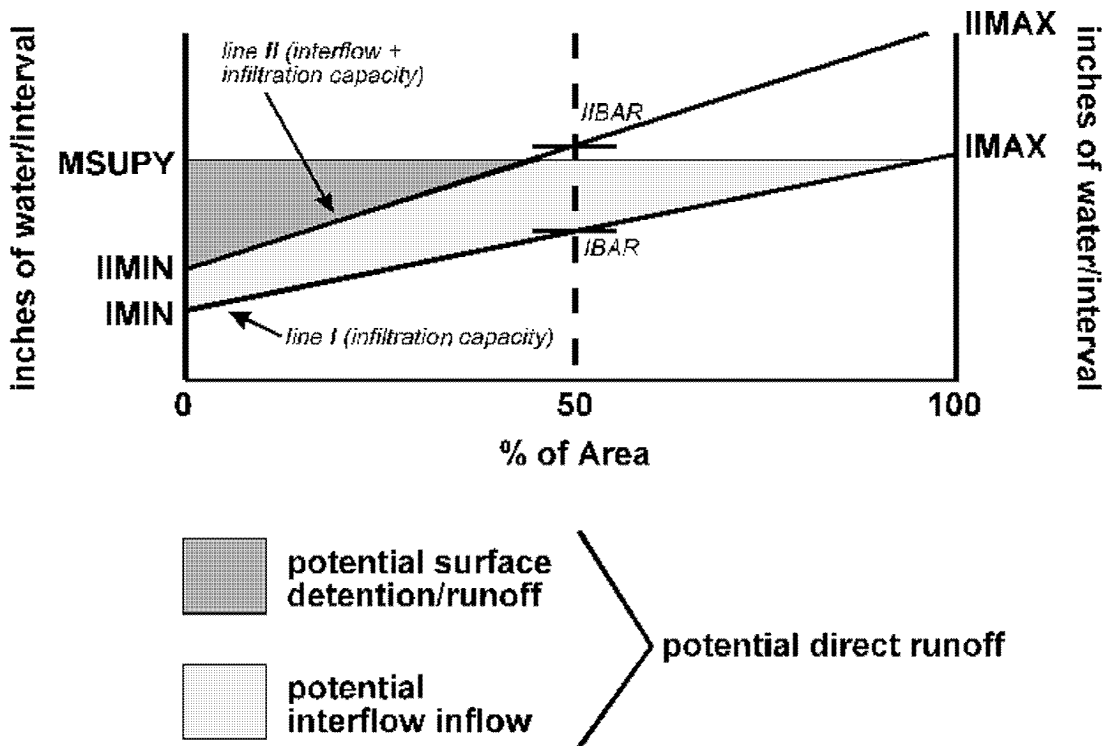 inches of water/interval
line II (interflow +
infiltration capacity)
MSUPY
IIMIN
IMIN
IIBAR
IBAR
line I (infiltration capacity)
IIMAX
IMAX
inches of water/interval
0
50
100
% of Area
potential surface
detention/runoff
potential direct runoff
potential
interflow inflow